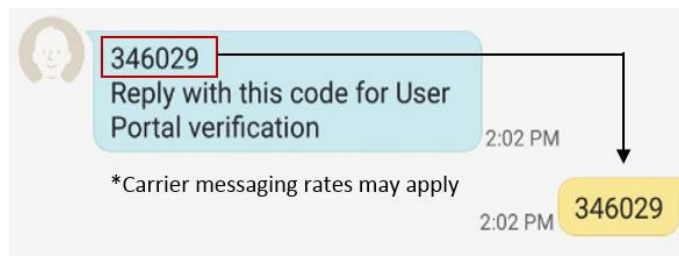 346029
Reply with this code for User
Portal verification
2:02 PM
*Carrier messaging rates may apply
2:02 PM
346029